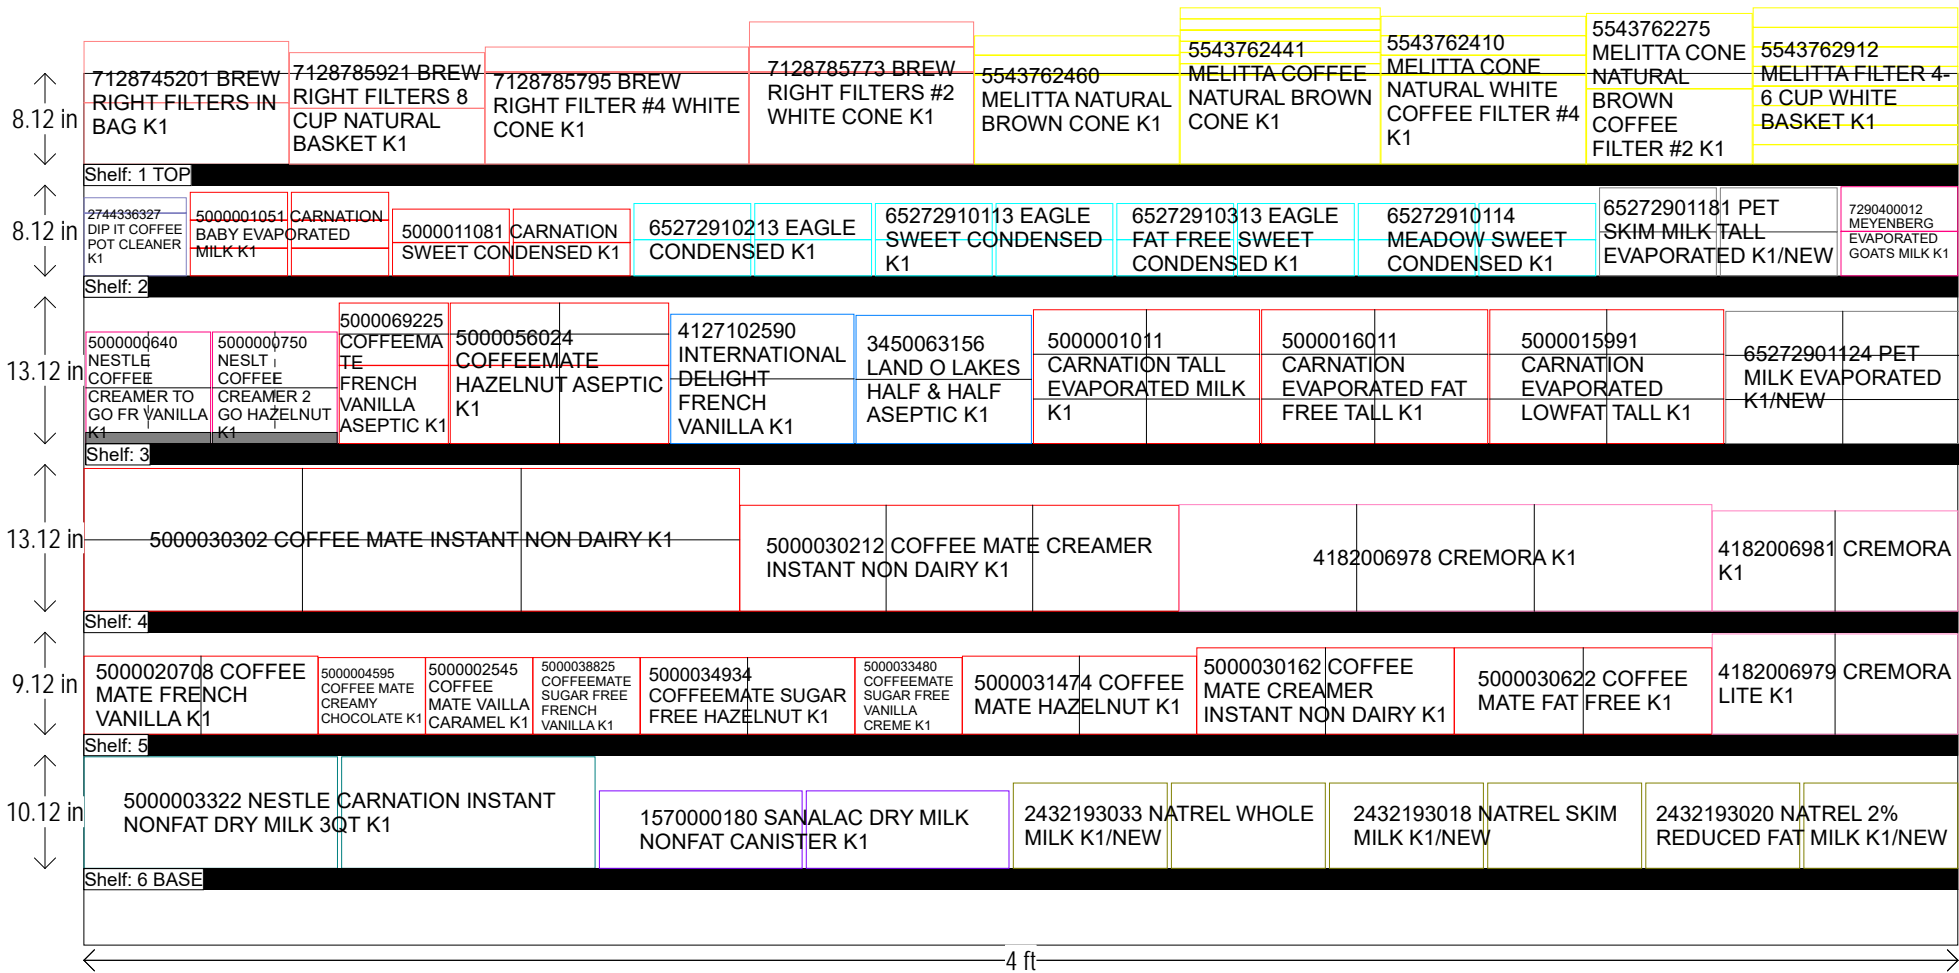 8.12 in
7128745201 BREW
RIGHT FILTERS IN
BAG K1
7128785921 BREW
RIGHT FILTERS 8
CUP NATURAL
BASKET K1
7128785795 BREW
RIGHT FILTER #4 WHITE
CONE K1
7128785773 BREW
RIGHT FILTERS #2
WHITE CONE K1
5543762460
MELITTA NATURAL
BROWN CONE K1
5543762441
MELITTA COFFEE
NATURAL BROWN
CONE K1
5543762410
MELITTA CONE
NATURAL WHITE
COFFEE FILTER #4
K1
5543762275
MELITTA CONE
NATURAL
BROWN
COFFEE
FILTER #2 K1
5543762912
MELITTA FILTER 4-
6 CUP WHITE
BASKET K1
Shelf: 1 TOP
8.12 in
2744336327
DIP IT COFFEE
POT CLEANER
K1
5000001051 CARNATION
BABY EVAPORATED
MILK K1
5000011081 CARNATION
SWEET CONDENSED K1
65272910213 EAGLE
CONDENSED K1
65272910113 EAGLE
SWEET CONDENSED
K1
65272910313 EAGLE
FAT FREE SWEET
CONDENSED K1
65272910114
MEADOW SWEET
CONDENSED K1
65272901181 PET
SKIM MILK TALL
EVAPORATED K1/NEW
7290400012
MEYENBERG
EVAPORATED
GOATS MILK K1
Shelf: 2
13.12 in
5000000640
NESTLE
COFFEE
CREAMER TO
GO FR VANILLA
K1
5000000750
NESLT
COFFEE
CREAMER 2
GO HAZELNUT
K1
5000069225
COFFEEMA
TE
FRENCH
VANILLA
ASEPTIC K1
5000056024
COFFEEMATE
HAZELNUT ASEPTIC
K1
4127102590
INTERNATIONAL
DELIGHT
FRENCH
VANILLA K1
3450063156
LAND O LAKES
HALF & HALF
ASEPTIC K1
5000001011
CARNATION TALL
EVAPORATED MILK
K1
5000016011
CARNATION
EVAPORATED FAT
FREE TALL K1
5000015991
CARNATION
EVAPORATED
LOWFAT TALL K1
65272901124 PET
MILK EVAPORATED
K1/NEW
Shelf: 3
13.12 in
5000030302 COFFEE MATE INSTANT NON DAIRY K1
5000030212 COFFEE MATE CREAMER
INSTANT NON DAIRY K1
4182006978 CREMORA K1
4182006981 CREMORA
K1
Shelf: 4
9.12 in
5000020708 COFFEE
MATE FRENCH
VANILLA K1
5000004595
COFFEE MATE
CREAMY
CHOCOLATE K1
5000002545
COFFEE
MATE VAILLA
CARAMEL K1
5000038825
COFFEEMATE
SUGAR FREE
FRENCH
VANILLA K1
5000034934
COFFEEMATE SUGAR
FREE HAZELNUT K1
5000033480
COFFEEMATE
SUGAR FREE
VANILLA
CREME K1
5000031474 COFFEE
MATE HAZELNUT K1
5000030162 COFFEE
MATE CREAMER
INSTANT NON DAIRY K1
5000030622 COFFEE
MATE FAT FREE K1
4182006979 CREMORA
LITE K1
Shelf: 5
10.12 in
5000003322 NESTLE CARNATION INSTANT
NONFAT DRY MILK 3QT K1
1570000180 SANALAC DRY MILK
NONFAT CANISTER K1
2432193033 NATREL WHOLE
MILK K1/NEW
2432193018 NATREL SKIM
MILK K1/NEW
2432193020 NATREL 2%
REDUCED FAT MILK K1/NEW
Shelf: 6 BASE
4 ft